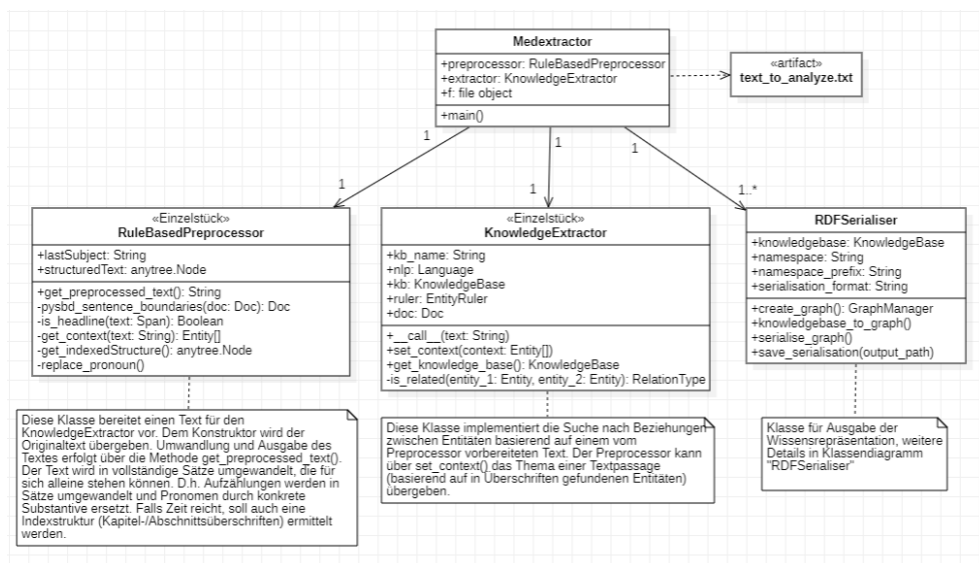 Medextractor
+preprocessor: RuleBasedPreprocessor
+extractor: KnowledgeExtractor
+f: file object
+main()
«artifact»
text_to_analyze.txt
1
1
1
1
1
1..*
«Einzelstück»
RuleBasedPreprocessor
+lastSubject: String
+structuredText: anytree.Node
+get_preprocessed_text(): String
-pysbd_sentence_boundaries(doc: Doc): Doc
-is_headline(text: Span): Boolean
-get_context(text: String): Entity[]
-get_indexedStructure(): anytree.Node
-replace_pronoun()
«Einzelstück»
KnowledgeExtractor
+kb_name: String
+nlp: Language
+kb: KnowledgeBase
+ruler: EntityRuler
+doc: Doc
+__call__(text: String)
+set_context(context: Entity[])
+get_knowledge_base(): KnowledgeBase
-is_related(entity_1: Entity, entity_2: Entity): RelationType
RDFSerialiser
+knowledgebase: KnowledgeBase
+namespace: String
+namespace_prefix: String
+serialisation_format: String
+create_graph(): GraphManager
+knowledgebase_to_graph()
+serialise_graph()
+save_serialisation(output_path)
Diese Klasse bereitet einen Text für den
KnowledgeExtractor vor. Dem Konstruktor wird der
Originaltext übergeben. Umwandlung und Ausgabe des
Textes erfolgt über die Methode get_preprocessed_text().
Der Text wird in vollständige Sätze umgewandelt, die für
sich alleine stehen können. D.h. Aufzählungen werden in
Sätze umgewandelt und Pronomen durch konkrete
Substantive ersetzt. Falls Zeit reicht, soll auch eine
Indexstruktur (Kapitel-/Abschnittsüberschriften) ermittelt
werden.
Diese Klasse implementiert die Suche nach Beziehungen
zwischen Entitäten basierend auf einem vom
Preprocessor vorbereiteten Text. Der Preprocessor kann
über set_context() das Thema einer Textpassage
(basierend auf in Überschriften gefundenen Entitäten)
übergeben.
Klasse für Ausgabe der
Wissensrepräsentation, weitere
Details in Klassendiagramm
"RDFSerialiser"